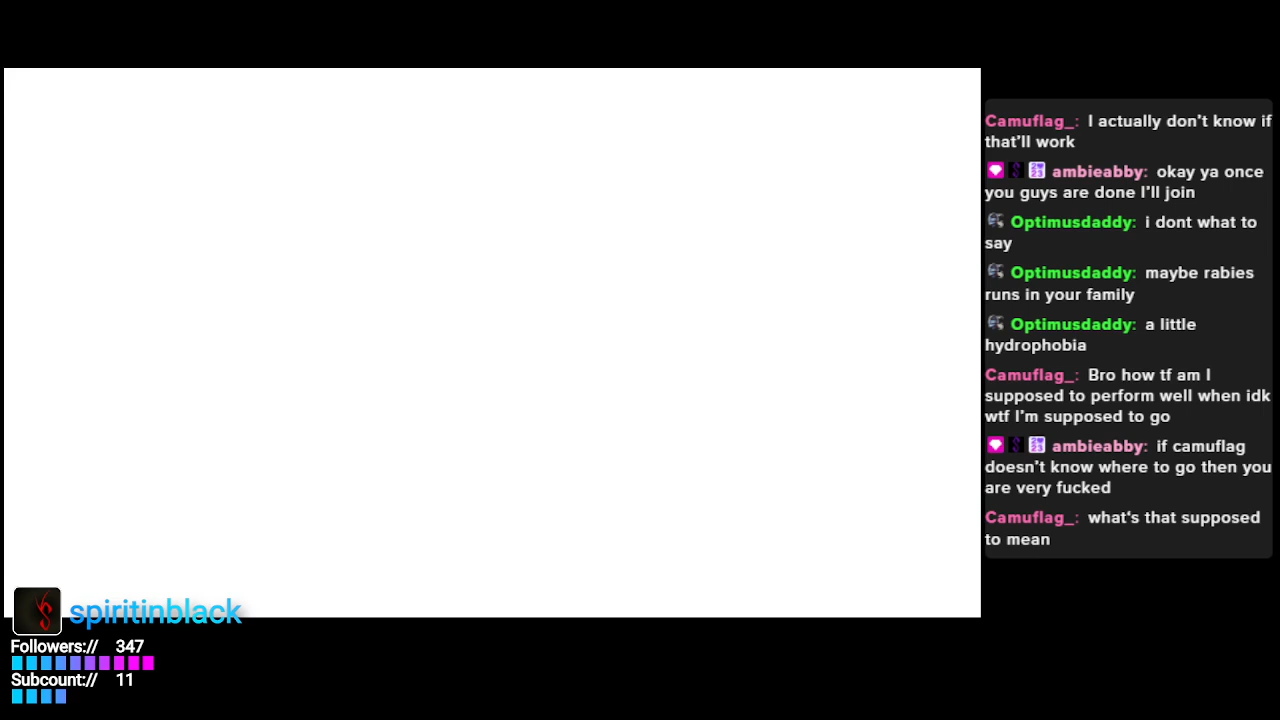 Camuflag_: I actually don't know if
that'll work
ambieabby: okay ya once
you guys are done I'll join
Optimusdaddy: i dont what to
say
Optimusdaddy: maybe rabies
runs in your family
Optimusdaddy: a little
hydrophobia
Camuflag_: Bro how tf am I
supposed to perform well when idk
wtf I'm supposed to go
ambieabby: if camuflag
doesn't know where to go then you
are very fucked
Camuflag_: what's that supposed
to mean
spiritinblack
Followers:// 347
Subcount:// 11